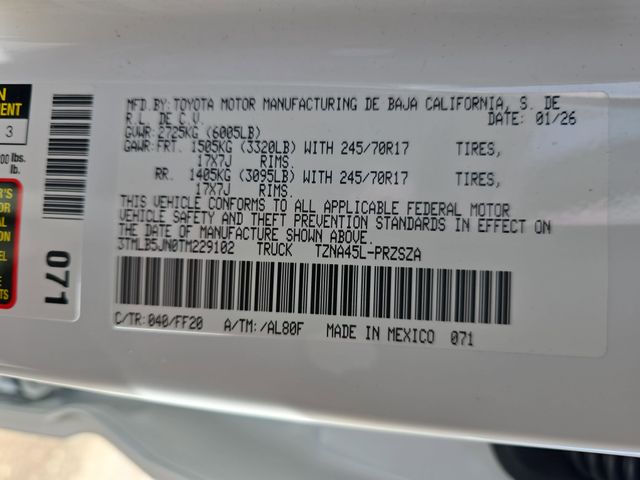 MFD.BY:TOYOTA MOTOR MANUFACTURING DE BAJA CALIFORNIA, S. DE
R.L. DE C.V. DATE: 01/26
GVWR:2725KG (6005LB)
GAWR:FRT. 1505KG (3320LB) WITH 245/70R17 TIRES,
17X7J RIMS.
RR. 1405KG (3095LB) WITH 245/70R17 TIRES,
17X7J RIMS.
THIS VEHICLE CONFORMS TO ALL APPLICABLE FEDERAL MOTOR
VEHICLE SAFETY AND THEFT PREVENTION STANDARDS IN EFFECT ON
THE DATE OF MANUFACTURE SHOWN ABOVE.
3TMLB5JN0TM229102 TRUCK TZNA45L-PRZSZA
C/TR:040/FF20 A/TM:/AL80F MADE IN MEXICO 071
071
3
lbs.
lb.